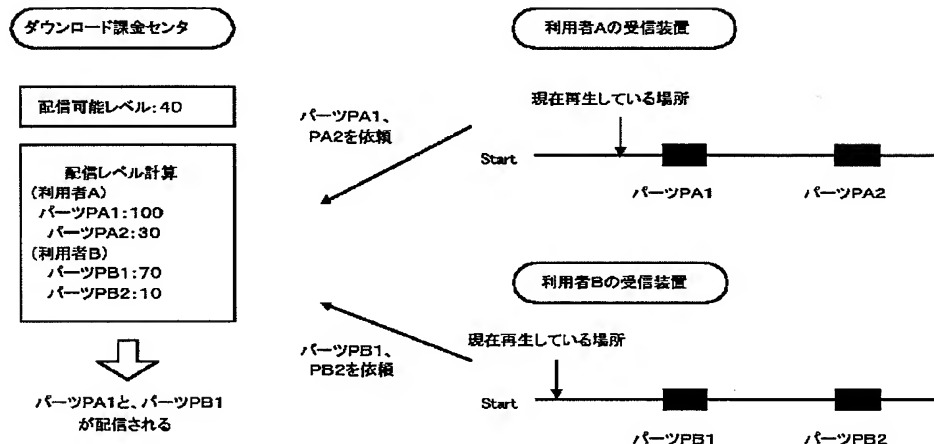 ダウンロード課金センタ
配信可能レベル:40
配信レベル計算
(利用者A)
パーツPA1:100
パーツPA2:30
(利用者B)
パーツPB1:70
パーツPB2:10
パーツPA1と、パーツPB1
が配信される
パーツPA1、
PA2を依頼
パーツPB1、
PB2を依頼
利用者Aの受信装置
現在再生している場所
Start
パーツPA1
パーツPA2
利用者Bの受信装置
現在再生している場所
Start
パーツPB1
パーツPB2